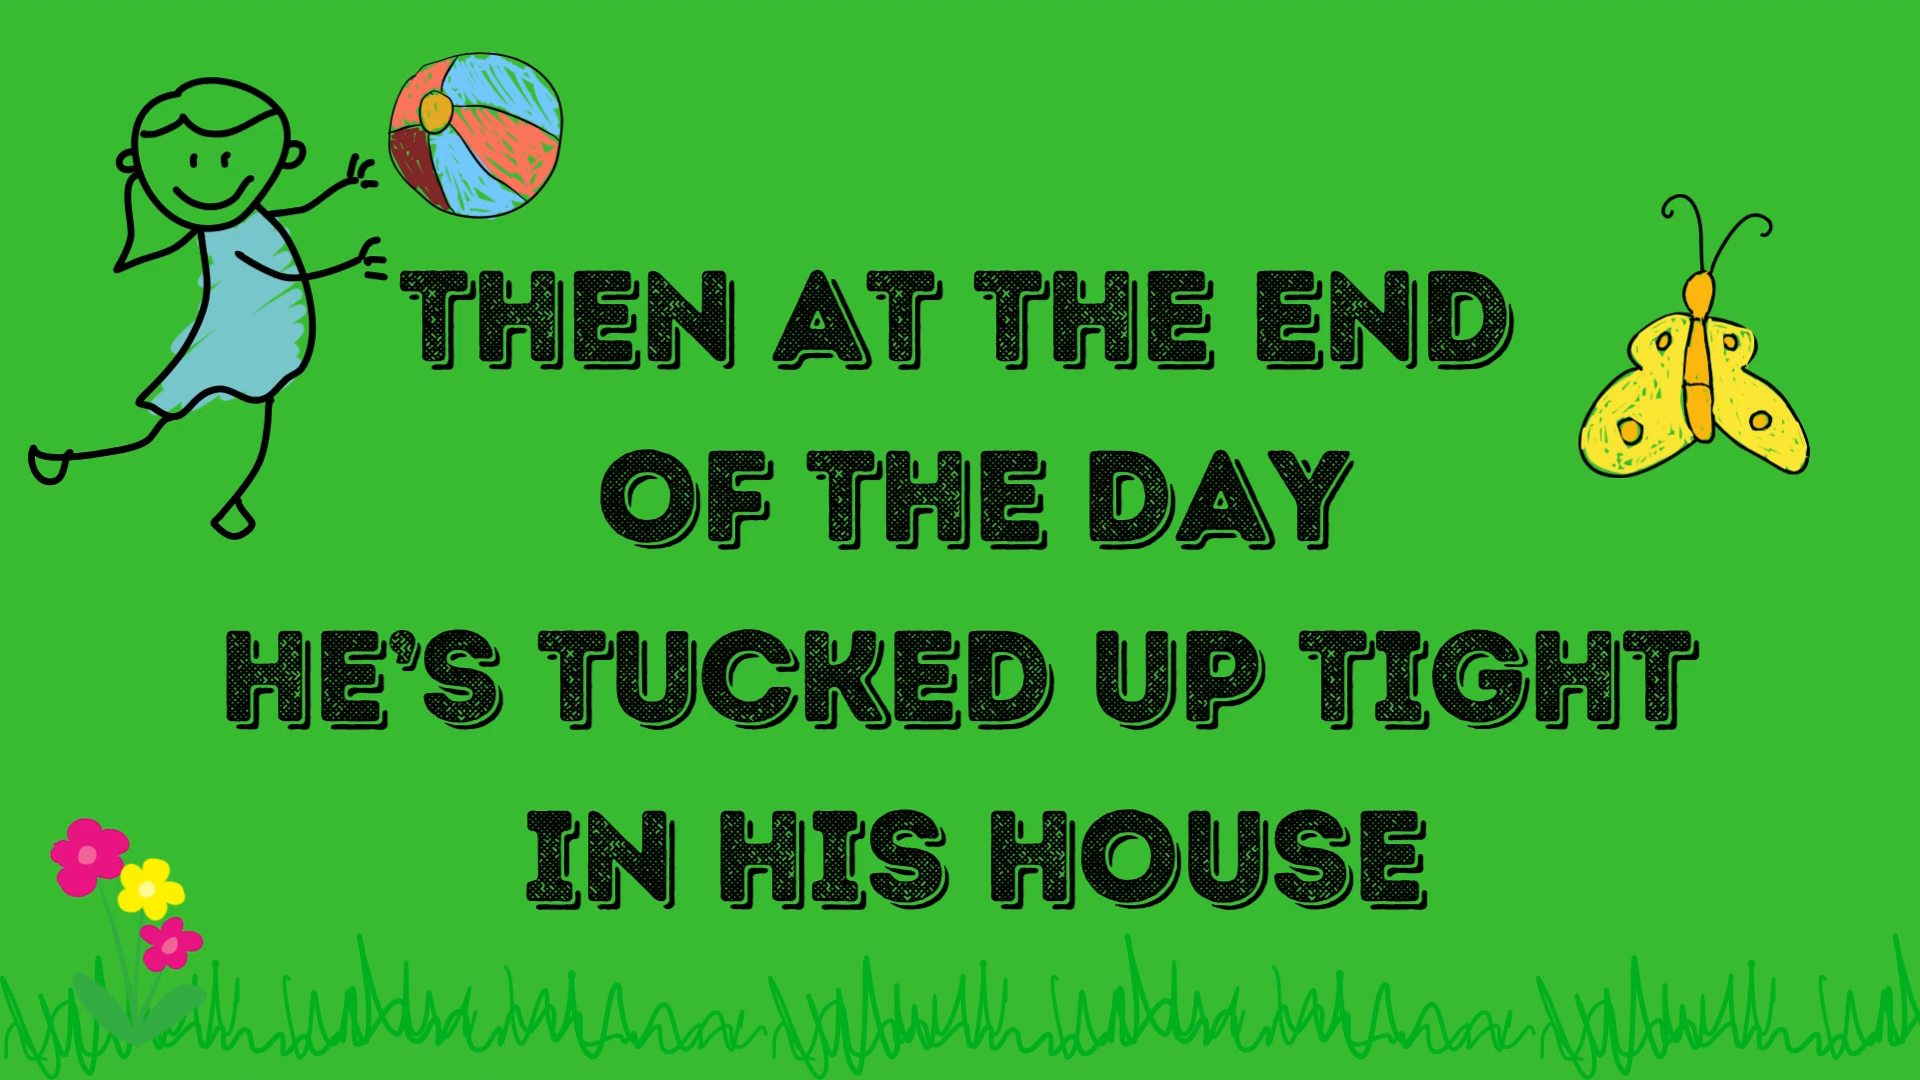 THEN AT THE END
OF THE DAY
HE'S TUCKED UP TIGHT
IN HIS HOUSE